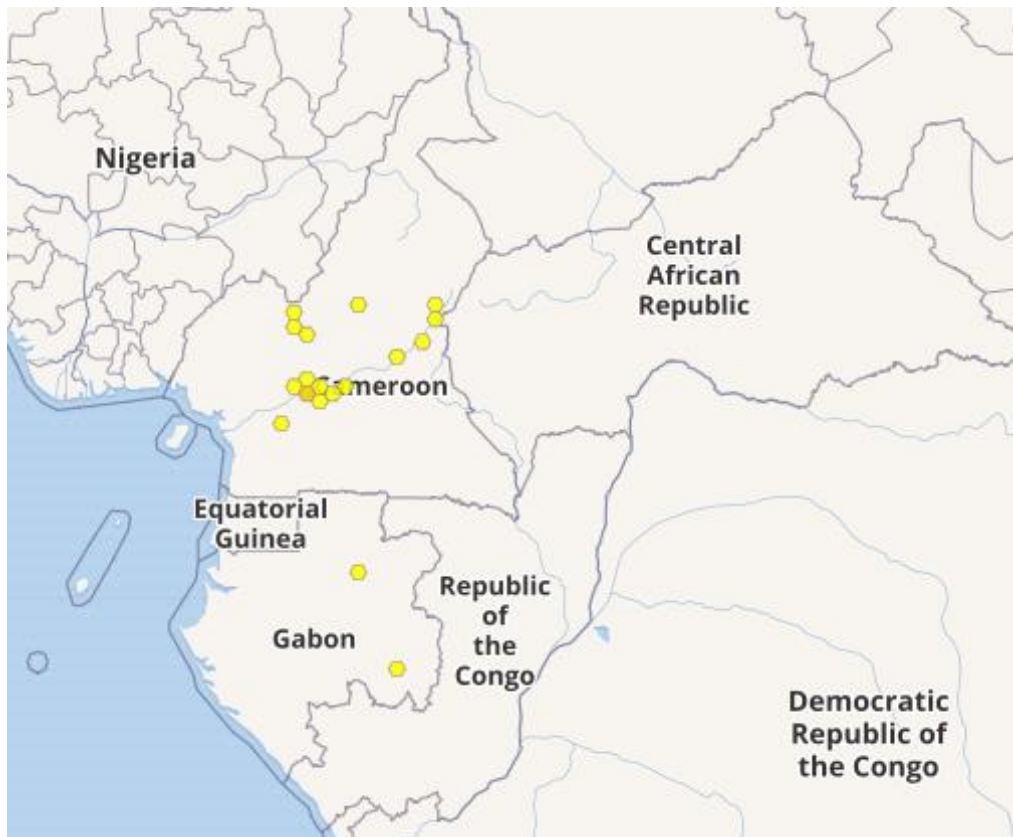 Nigeria
Central
African
Republic
Cameroon
Equatorial
Guinea
Republic
of
the
Congo
Gabon
Democratic
Republic of
the Congo